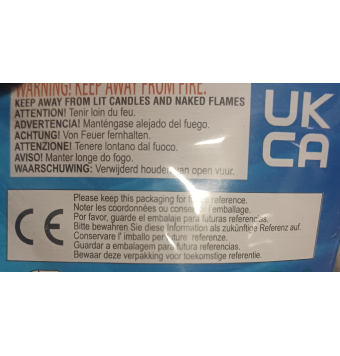 WARNING! KEEP AWAY FROM FIRE.
KEEP AWAY FROM LIT CANDLES AND NAKED FLAMES
ATTENTION! Tenir loin du feu.
ADVERTENCIA! Manténgase alejado del fuego.
ACHTUNG! Von Feuer fernhalten.
ATTENZIONE! Tenere lontano dal fuoco.
AVISO! Manter longe do fogo.
WAARSCHUWING: Verwijderd houden van open vuur.
UK
CA
CE
Please keep this packaging for future reference.
Noter les coordonnées ou conserver l'emballage.
Por favor, guarde el embalaje para futuras referencias.
Bitte bewahren Sie diese Information als zukünftige Referenz auf.
Conservare l' imballo per future referenze.
Guardar a embalagem para futuras referências.
Bewaar deze verpakking voor toekomstige referentie.